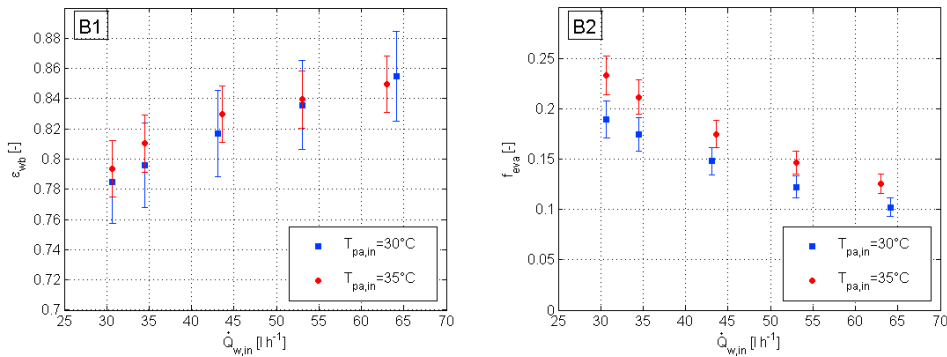 B1
0.88
0.86
0.84
0.82
0.8
0.78
0.76
0.74
0.72
0.7
ε_wb [-]
25 30 35 40 45 50 55 60 65 70
Q̇_w,in [l h⁻¹]
T_pa,in=30°C
T_pa,in=35°C
B2
0.25
0.2
0.15
0.1
0.05
0
f_eva [-]
25 30 35 40 45 50 55 60 65 70
Q̇_w,in [l h⁻¹]
T_pa,in=30°C
T_pa,in=35°C